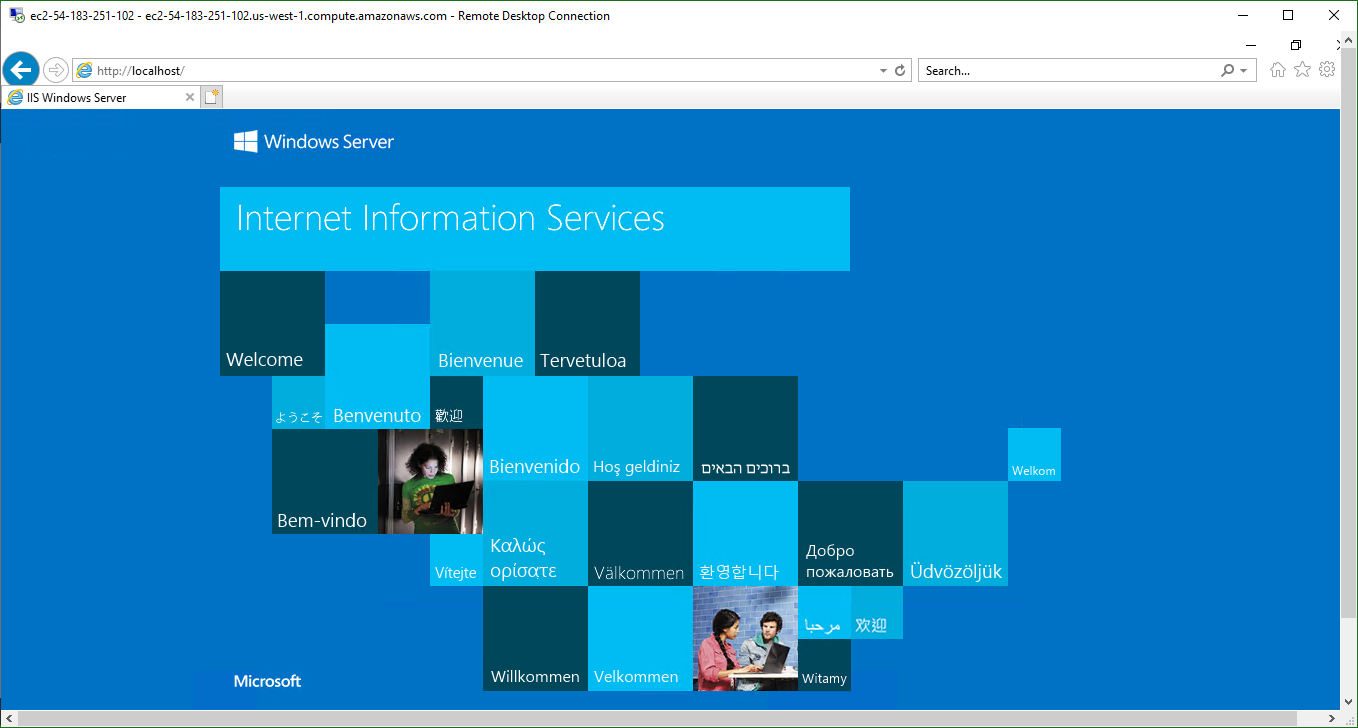 ec2-54-183-251-102 - ec2-54-183-251-102.us-west-1.compute.amazonaws.com - Remote Desktop Connection
http://localhost/
Search...
IIS Windows Server
Windows Server
Internet Information Services
Welcome
Bienvenue
Tervetuloa
ようこそ
Benvenuto
歡迎
Bienvenido
Hoş geldiniz
ברוכים הבאים
Welkom
Bem-vindo
Vítejte
Καλώς
ορίσατε
Välkommen
환영합니다
Добро
пожаловать
Üdvözöljük
مرحبا
欢迎
Willkommen
Velkommen
Witamy
Microsoft